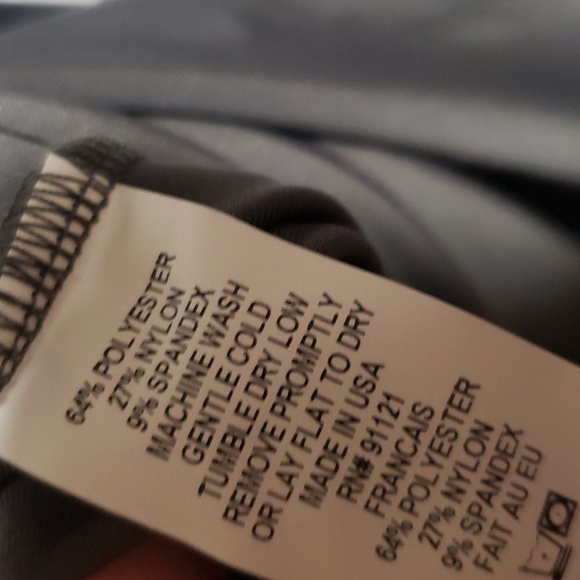 64% POLYESTER
27% NYLON
9% SPANDEX
MACHINE WASH
GENTLE COLD
TUMBLE DRY LOW
REMOVE PROMPTLY
OR LAY FLAT TO DRY
MADE IN USA
RN# 91121
FRANCAIS
64% POLYESTER
27% NYLON
9% SPANDEX
FAIT AU EU